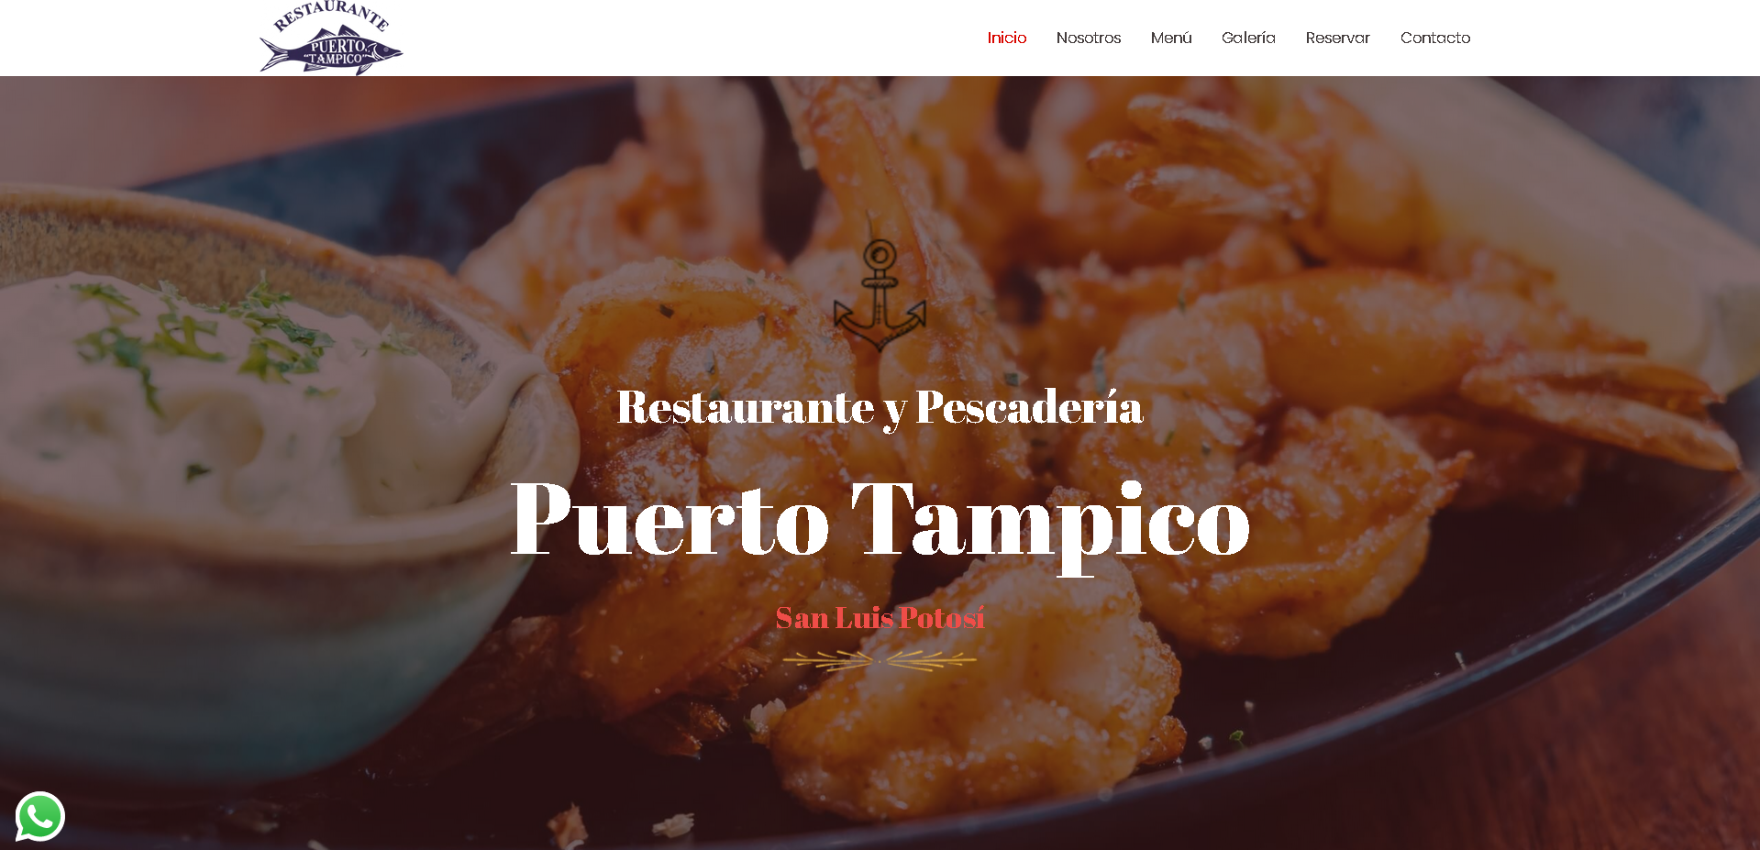 RESTAURANTE
PUERTO
"TAMPICO"
Inicio Nosotros Menú Galería Reservar Contacto
Restaurante y Pescadería
Puerto Tampico
San Luis Potosí